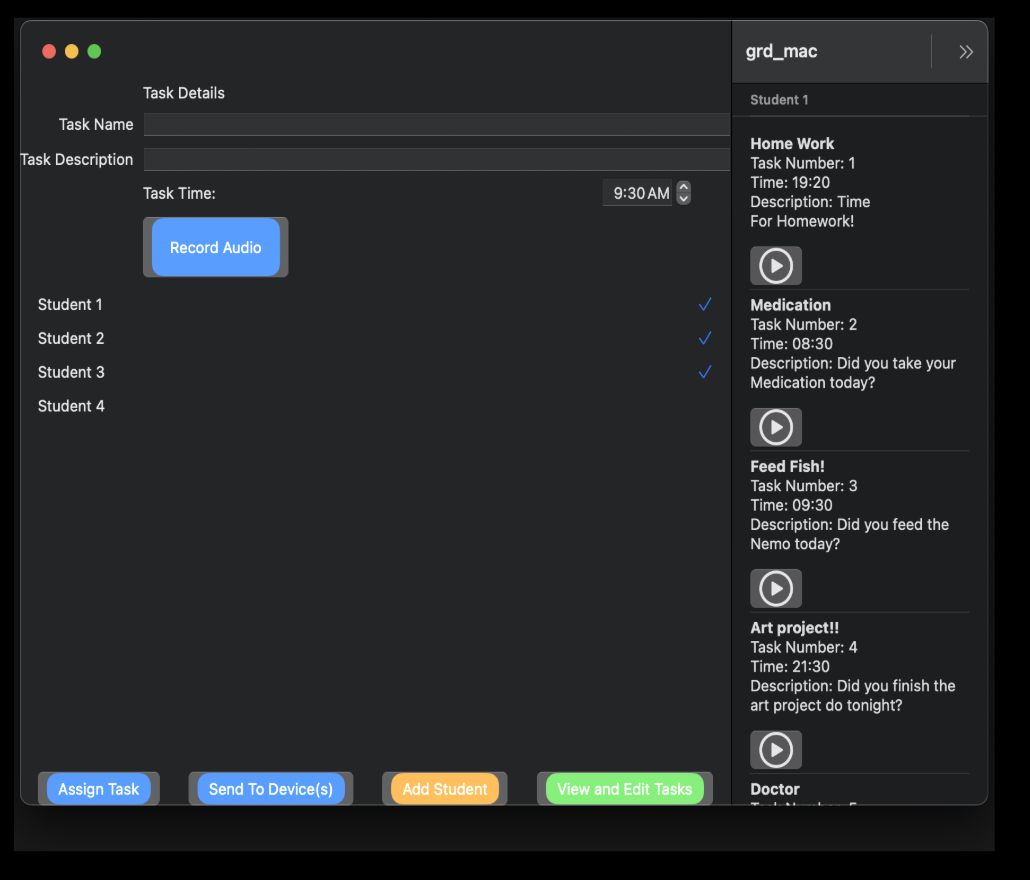 grd_mac
Task Details
Task Name
Task Description
Task Time:
9:30 AM
Record Audio
Student 1
Student 2
Student 3
Student 4
Assign Task
Send To Device(s)
Add Student
View and Edit Tasks
Student 1
Home Work
Task Number: 1
Time: 19:20
Description: Time
For Homework!
Medication
Task Number: 2
Time: 08:30
Description: Did you take your
Medication today?
Feed Fish!
Task Number: 3
Time: 09:30
Description: Did you feed the
Nemo today?
Art project!!
Task Number: 4
Time: 21:30
Description: Did you finish the
art project do tonight?
Doctor